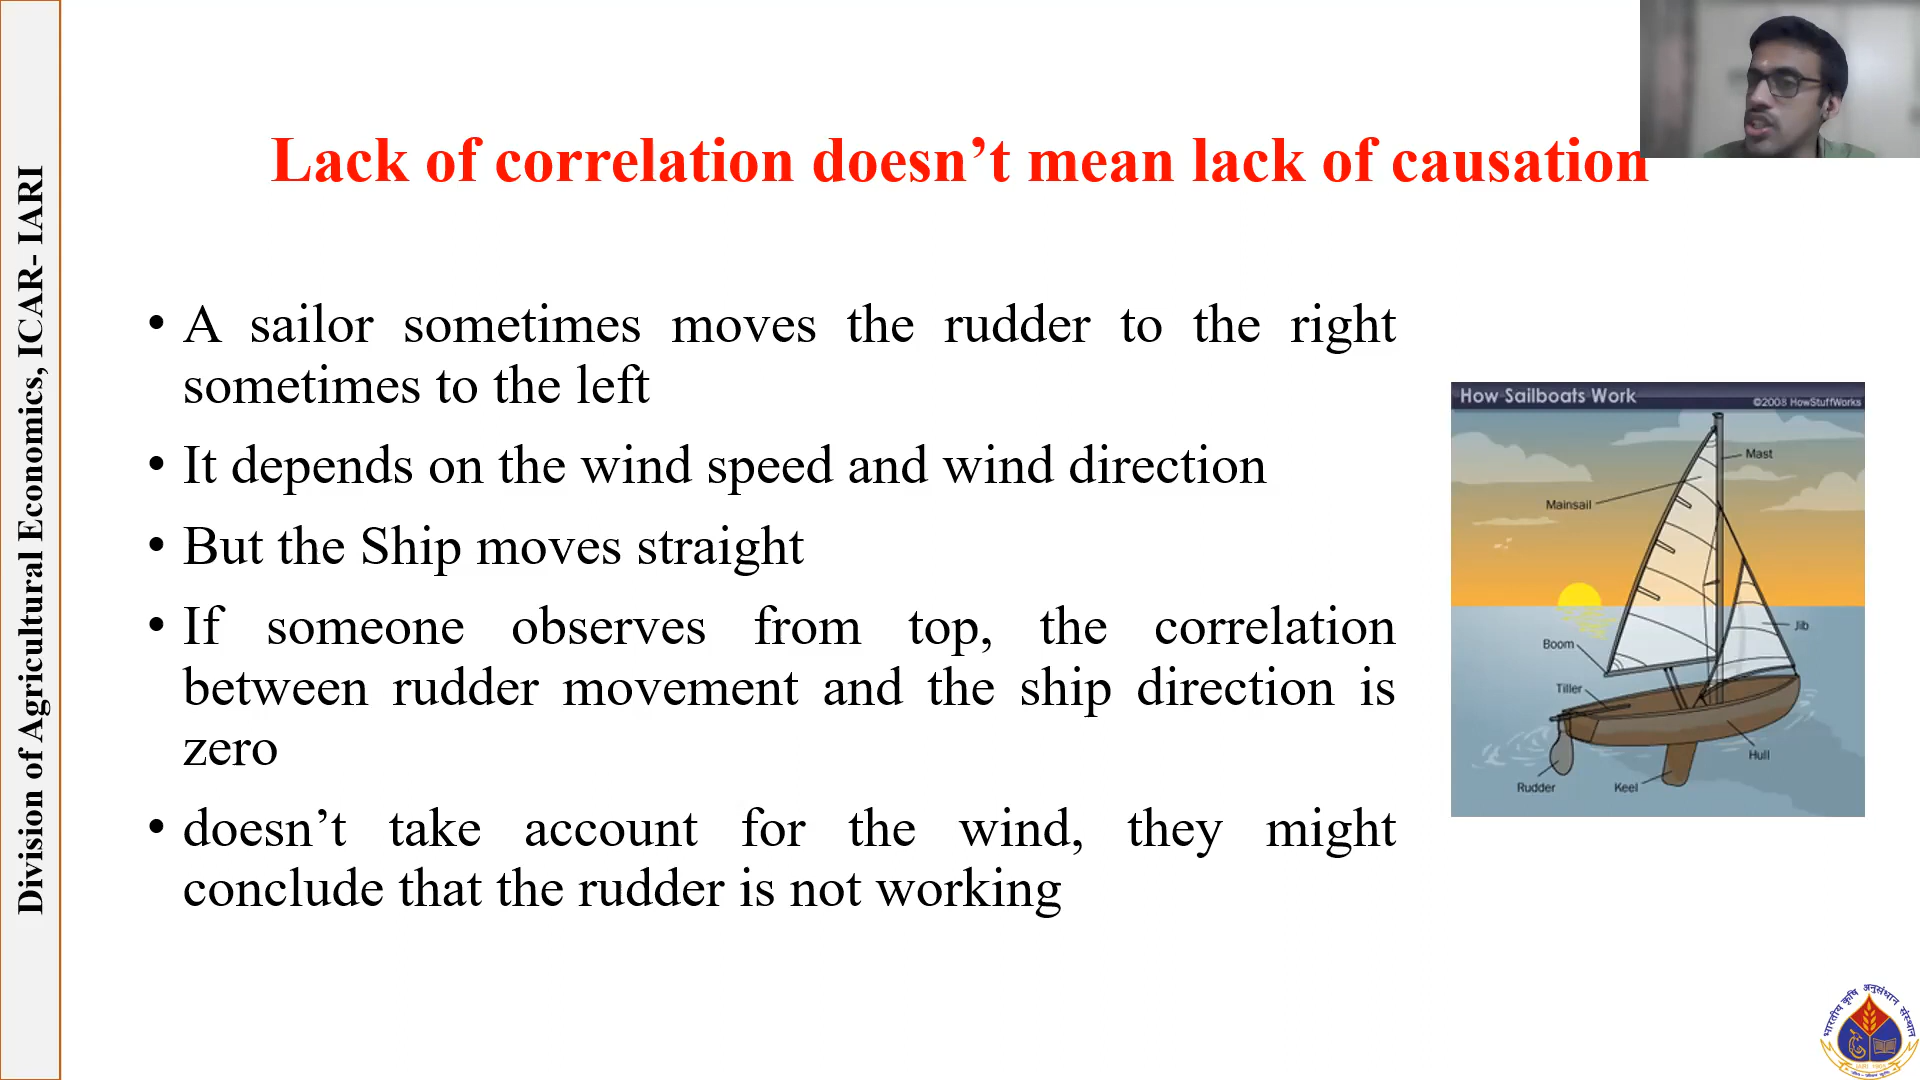 Division of Agricultural Economics, ICAR- IARI
Lack of correlation doesn’t mean lack of causation
• A sailor sometimes moves the rudder to the right
sometimes to the left
• It depends on the wind speed and wind direction
• But the Ship moves straight
• If someone observes from top, the correlation
between rudder movement and the ship direction is
zero
• doesn’t take account for the wind, they might
conclude that the rudder is not working
How Sailboats Work
©2008 HowStuffWorks
Mast
Mainsail
Jib
Boom
Tiller
Hull
Rudder
Keel
भारतीय कृषि अनुसंधान संस्थान